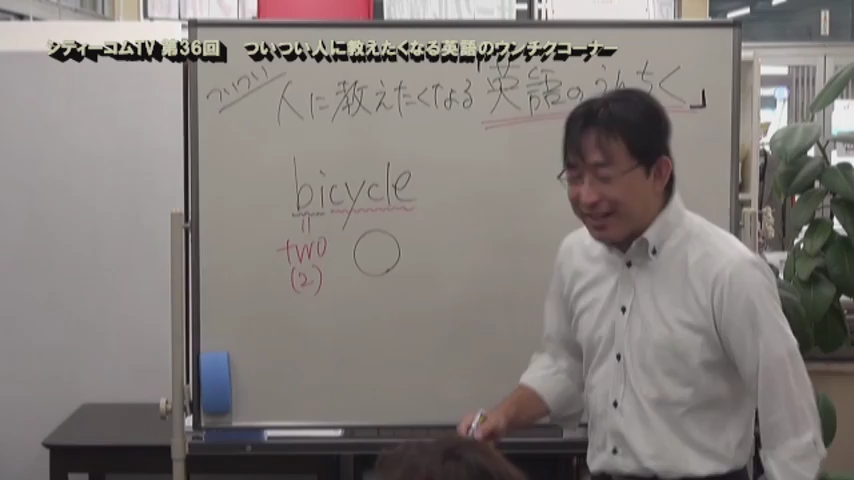 シティーコムTV 第36回 ついつい人に教えたくなる英語のウンチクコーナー
ついつい
人に教えたくなる「英語のうんちく」
bicycle
two
(2)